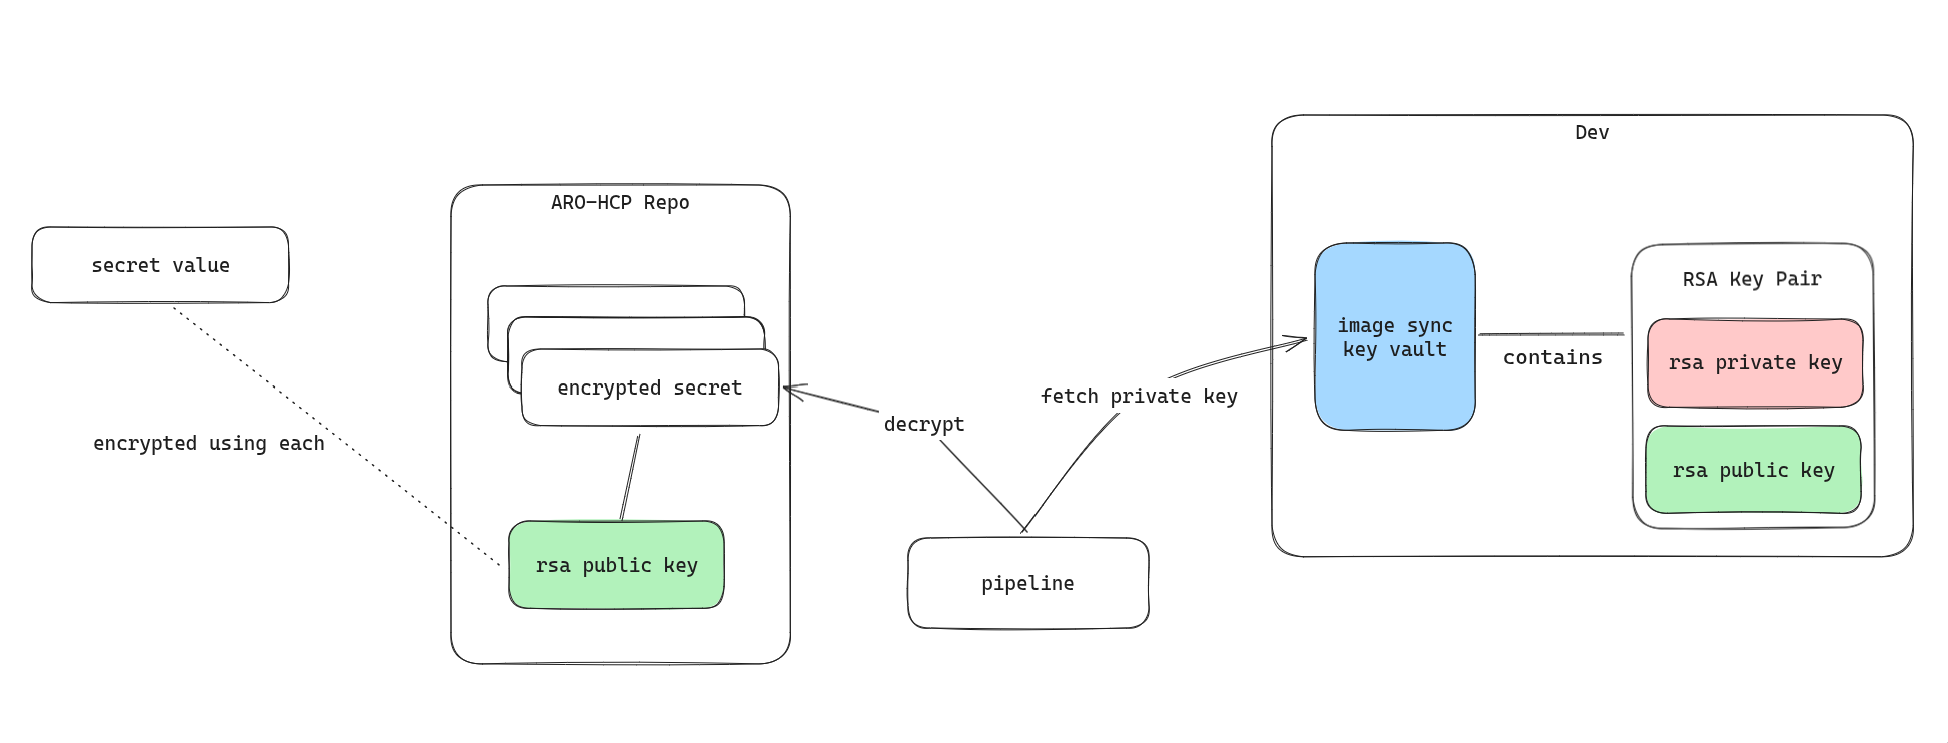 secret value
encrypted using each
ARO-HCP Repo
encrypted secret
rsa public key
decrypt
fetch private key
pipeline
Dev
image sync
key vault
contains
RSA Key Pair
rsa private key
rsa public key